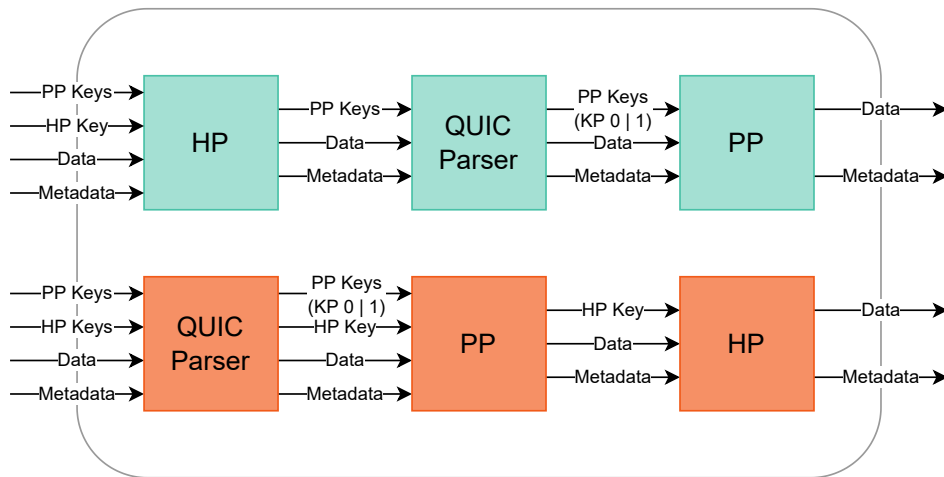 PP Keys
HP Key
Data
Metadata
HP
PP Keys
Data
Metadata
QUIC
Parser
PP Keys
(KP 0 | 1)
Data
Metadata
PP
Data
Metadata
PP Keys
HP Keys
Data
Metadata
QUIC
Parser
PP Keys
(KP 0 | 1)
HP Key
Data
Metadata
PP
HP Key
Data
Metadata
HP
Data
Metadata